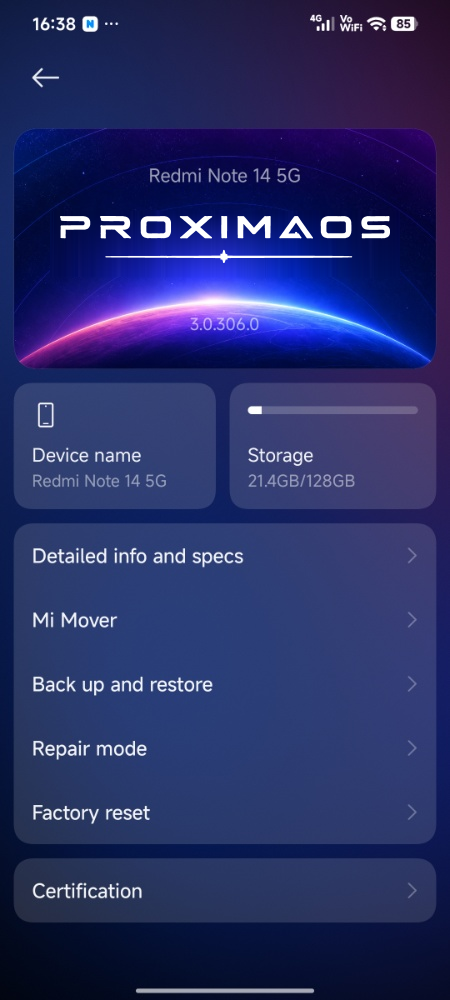 16:38 N ... 4G Vo WiFi 85
Redmi Note 14 5G
PROXIMAOS
3.0.306.0
Device name
Redmi Note 14 5G
Storage
21.4GB/128GB
Detailed info and specs
Mi Mover
Back up and restore
Repair mode
Factory reset
Certification